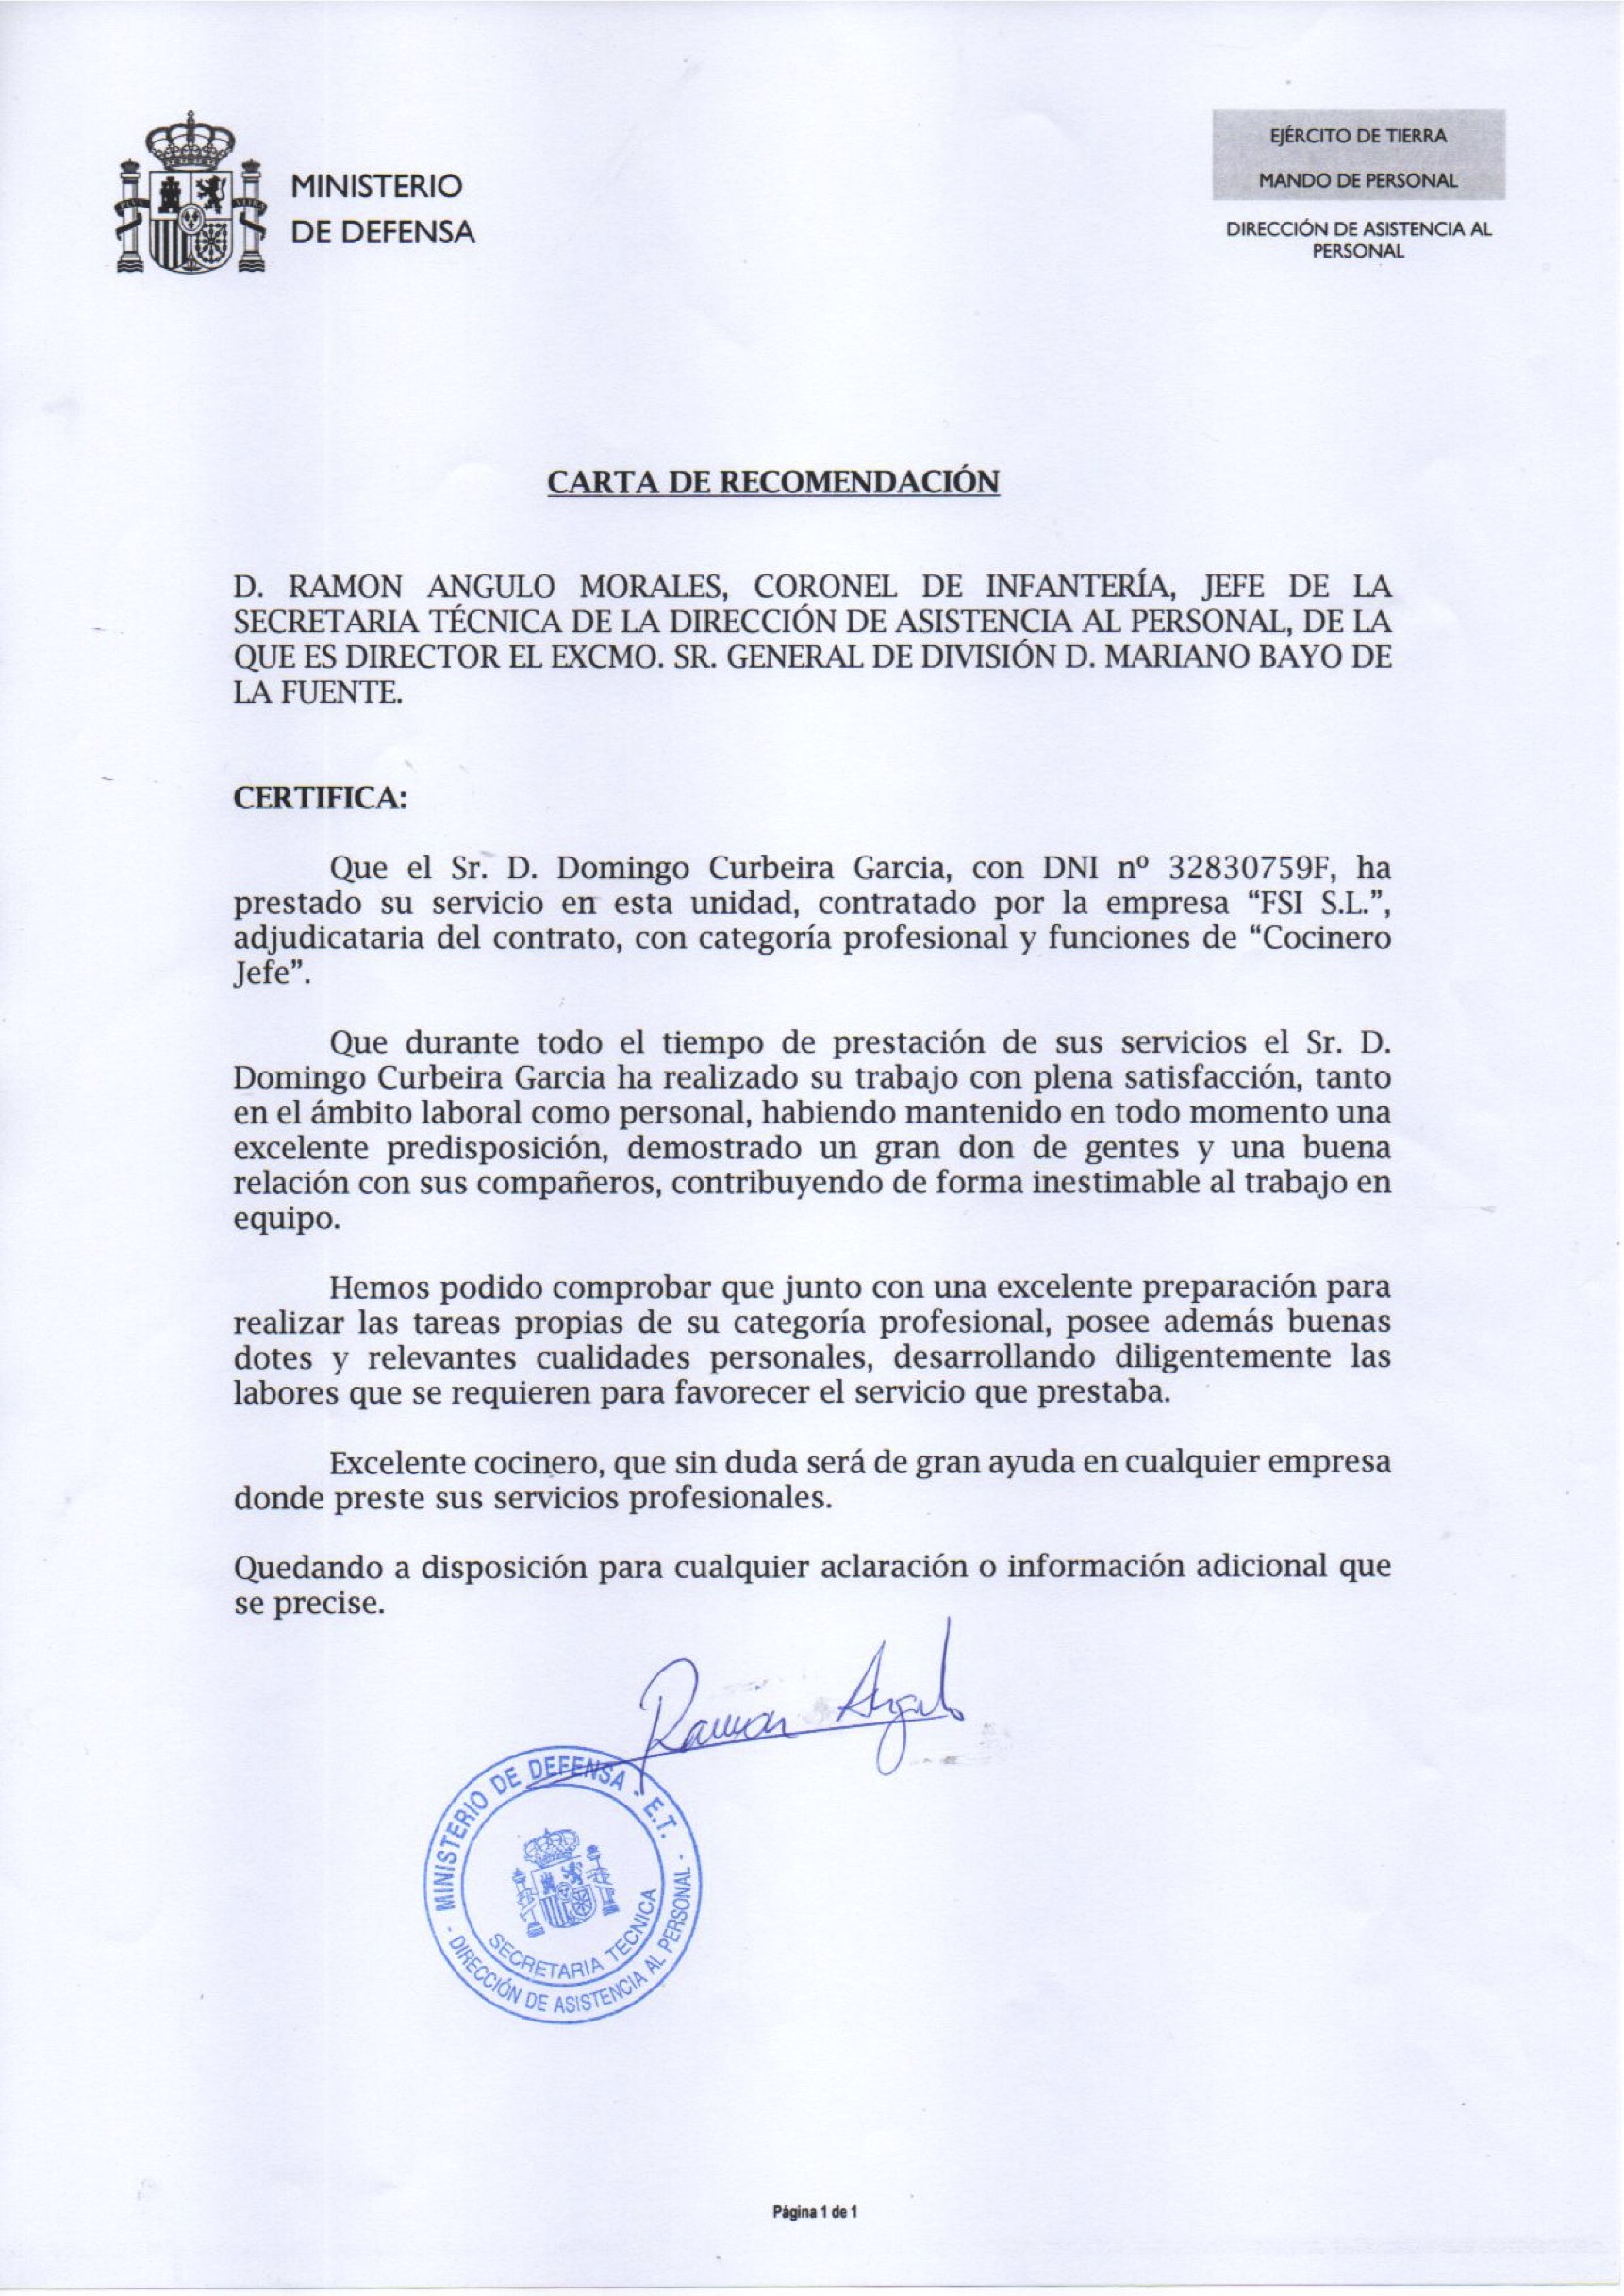 MINISTERIO
DE DEFENSA
EJÉRCITO DE TIERRA
MANDO DE PERSONAL
DIRECCIÓN DE ASISTENCIA AL
PERSONAL
CARTA DE RECOMENDACIÓN
D. RAMON ANGULO MORALES, CORONEL DE INFANTERÍA, JEFE DE LA
SECRETARIA TÉCNICA DE LA DIRECCIÓN DE ASISTENCIA AL PERSONAL, DE LA
QUE ES DIRECTOR EL EXCMO. SR. GENERAL DE DIVISIÓN D. MARIANO BAYO DE
LA FUENTE.
CERTIFICA:
Que el Sr. D. Domingo Curbeira Garcia, con DNI nº 32830759F, ha
prestado su servicio en esta unidad, contratado por la empresa “FSI S.L.”,
adjudicataria del contrato, con categoría profesional y funciones de “Cocinero
Jefe”.
Que durante todo el tiempo de prestación de sus servicios el Sr. D.
Domingo Curbeira Garcia ha realizado su trabajo con plena satisfacción, tanto
en el ámbito laboral como personal, habiendo mantenido en todo momento una
excelente predisposición, demostrado un gran don de gentes y una buena
relación con sus compañeros, contribuyendo de forma inestimable al trabajo en
equipo.
Hemos podido comprobar que junto con una excelente preparación para
realizar las tareas propias de su categoría profesional, posee además buenas
dotes y relevantes cualidades personales, desarrollando diligentemente las
labores que se requieren para favorecer el servicio que prestaba.
Excelente cocinero, que sin duda será de gran ayuda en cualquier empresa
donde preste sus servicios profesionales.
Quedando a disposición para cualquier aclaración o información adicional que
se precise.
Ramon Angulo
- MINISTERIO DE DEFENSA - E.T. -
DIRECCIÓN DE ASISTENCIA AL PERSONAL
SECRETARIA TECNICA
Página 1 de 1